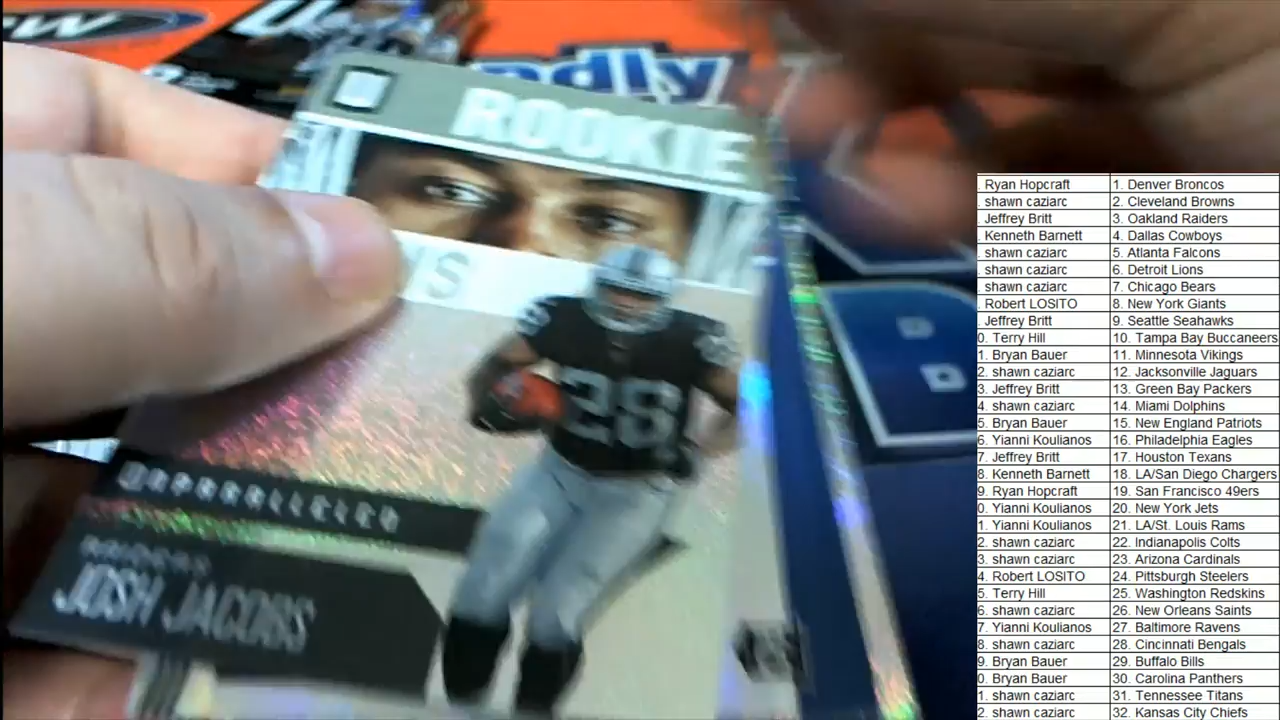 ROOKIE
28
UNPARALLELED
RAIDERS
JOSH JACOBS
Ryan Hopcraft 1. Denver Broncos
. shawn caziarc 2. Cleveland Browns
Jeffrey Britt 3. Oakland Raiders
Kenneth Barnett 4. Dallas Cowboys
. shawn caziarc 5. Atlanta Falcons
. shawn caziarc 6. Detroit Lions
. shawn caziarc 7. Chicago Bears
. Robert LOSITO 8. New York Giants
Jeffrey Britt 9. Seattle Seahawks
0. Terry Hill 10. Tampa Bay Buccaneers
1. Bryan Bauer 11. Minnesota Vikings
2. shawn caziarc 12. Jacksonville Jaguars
3. Jeffrey Britt 13. Green Bay Packers
4. shawn caziarc 14. Miami Dolphins
5. Bryan Bauer 15. New England Patriots
6. Yianni Koulianos 16. Philadelphia Eagles
7. Jeffrey Britt 17. Houston Texans
8. Kenneth Barnett 18. LA/San Diego Chargers
9. Ryan Hopcraft 19. San Francisco 49ers
0. Yianni Koulianos 20. New York Jets
1. Yianni Koulianos 21. LA/St. Louis Rams
2. shawn caziarc 22. Indianapolis Colts
3. shawn caziarc 23. Arizona Cardinals
4. Robert LOSITO 24. Pittsburgh Steelers
5. Terry Hill 25. Washington Redskins
6. shawn caziarc 26. New Orleans Saints
7. Yianni Koulianos 27. Baltimore Ravens
8. shawn caziarc 28. Cincinnati Bengals
9. Bryan Bauer 29. Buffalo Bills
0. Bryan Bauer 30. Carolina Panthers
1. shawn caziarc 31. Tennessee Titans
2. shawn caziarc 32. Kansas City Chiefs